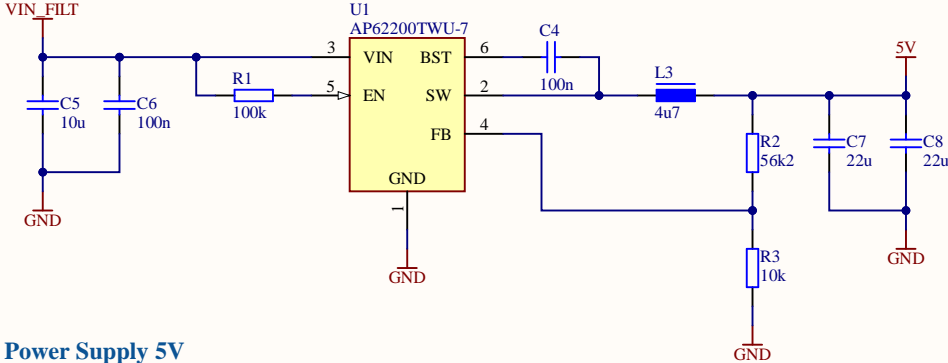 VIN_FILT
U1
AP62200TWU-7
3 VIN BST 6
C4
100n
5V
R1
100k
5 EN SW 2
L3
4u7
C5
10u
C6
100n
FB 4
R2
56k2
C7
22u
C8
22u
GND
1
GND
GND
GND
R3
10k
GND
Power Supply 5V